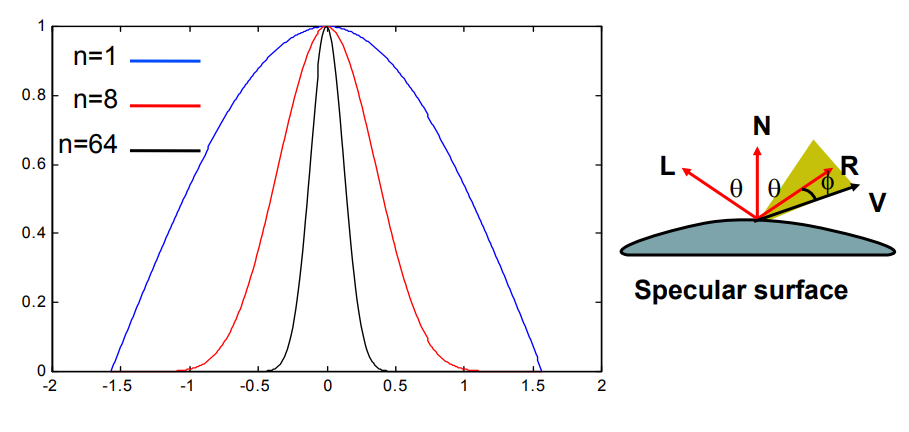 n=1
n=8
n=64
1
0.8
0.6
0.4
0.2
0
-2 -1.5 -1 -0.5 0 0.5 1 1.5 2
N
L θ θ R
ϕ
V
Specular surface